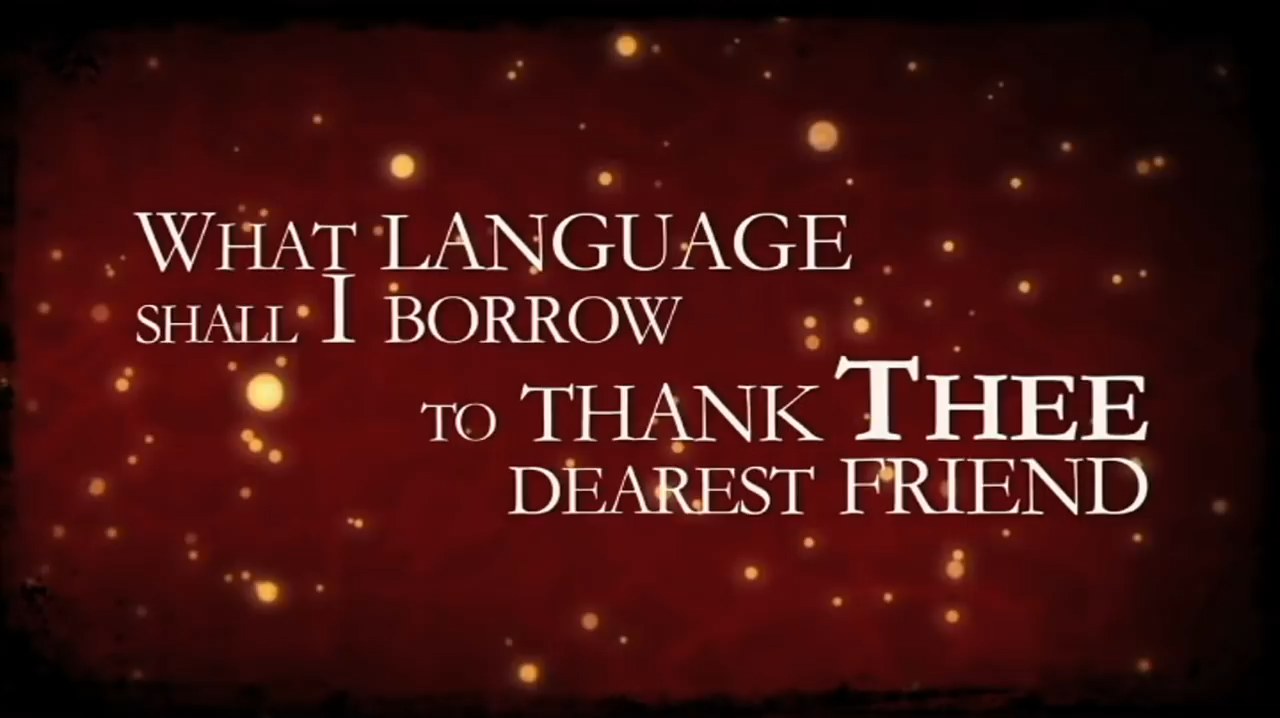 What LANGUAGE
SHALL I BORROW
TO THANK THEE
DEAREST FRIEND